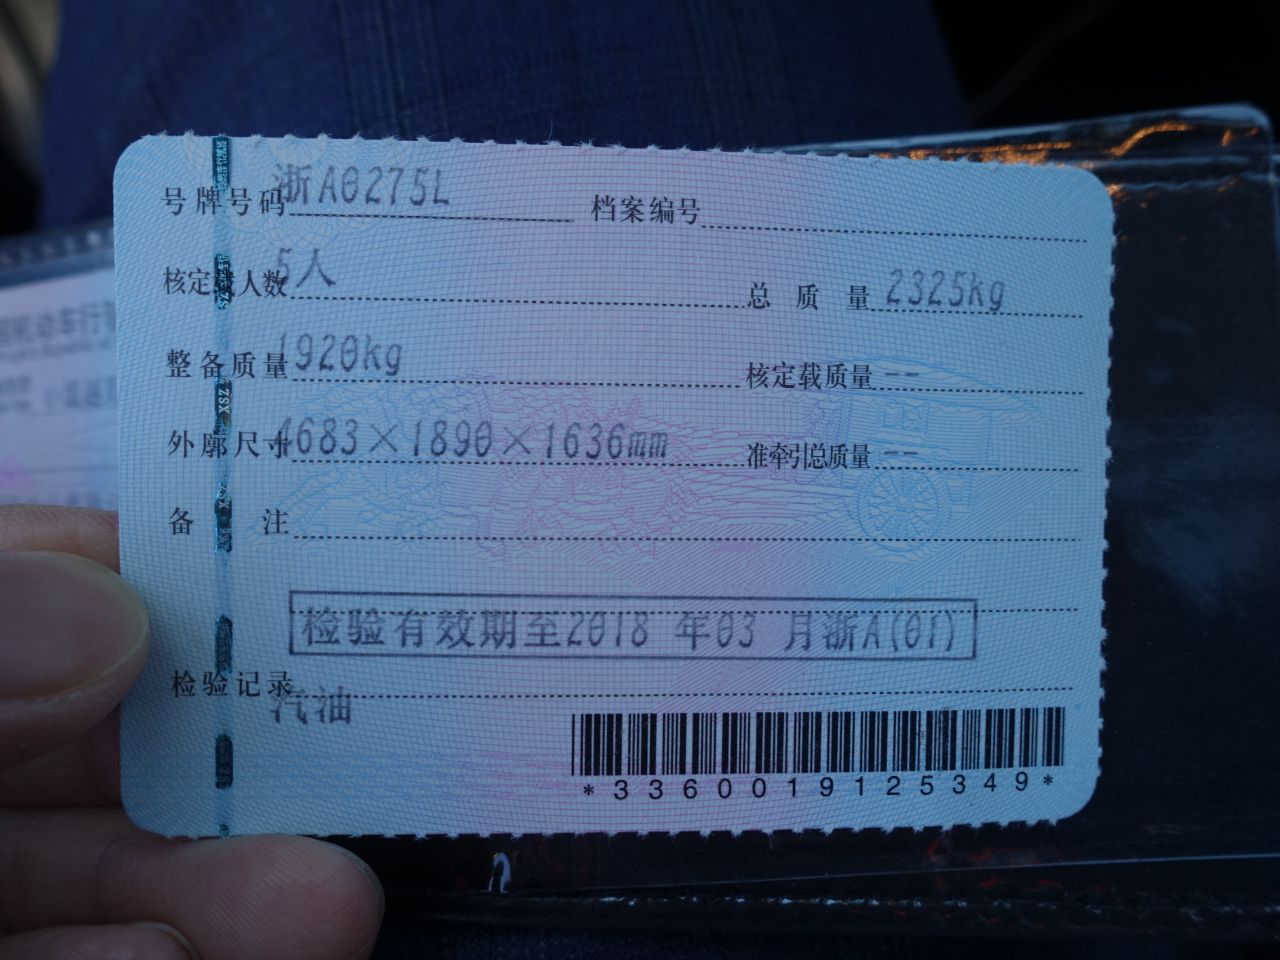 号牌号码 浙A0275L 档案编号
核定载人数 5人 总质量 2325kg
整备质量 1920kg 核定载质量 --
外廓尺寸 4683×1890×1636mm 准牵引总质量 --
备注
检验有效期至2018年03月浙A(01)
检验记录
汽油
*3360019125349*